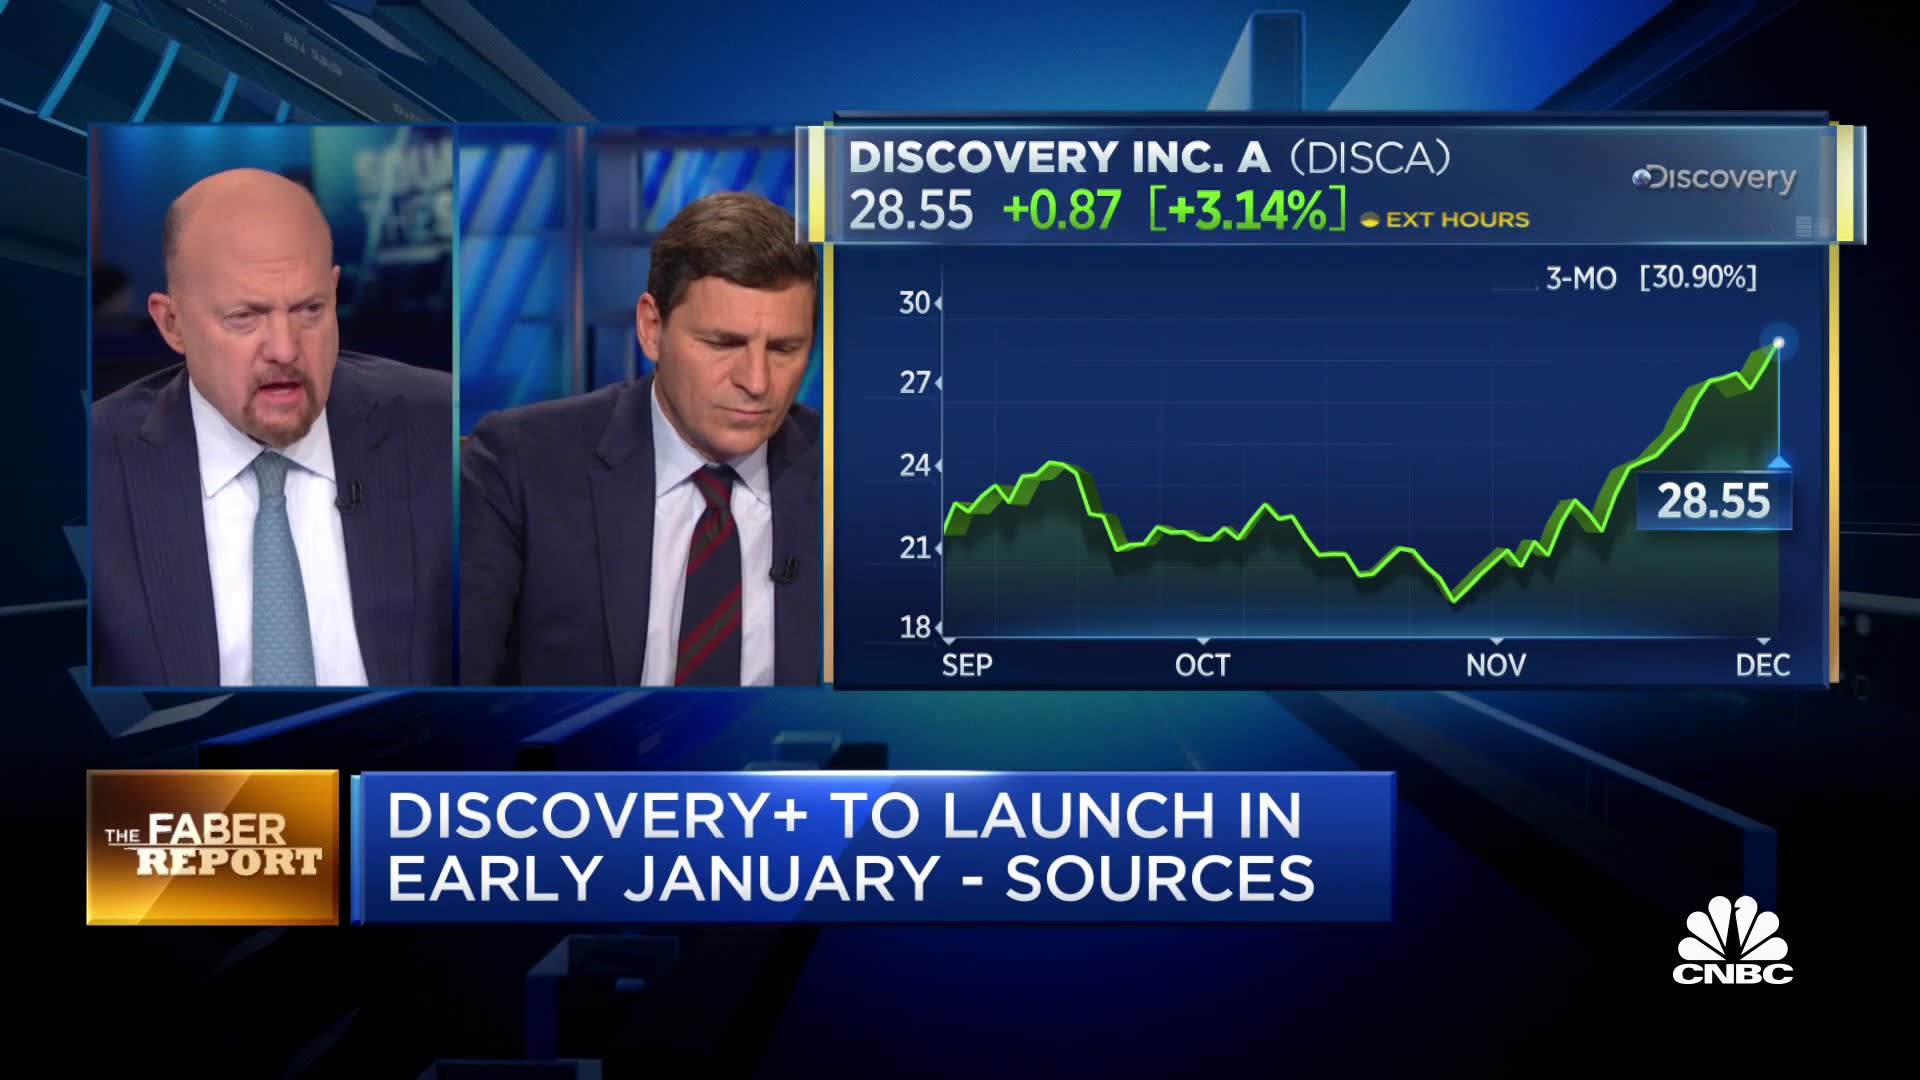 DISCOVERY INC. A (DISCA)
28.55 +0.87 [+3.14%] EXT HOURS
Discovery
3-MO [30.90%]
30
27
24
21
18
28.55
SEP OCT NOV DEC
THE FABER
REPORT
DISCOVERY+ TO LAUNCH IN
EARLY JANUARY - SOURCES
CNBC